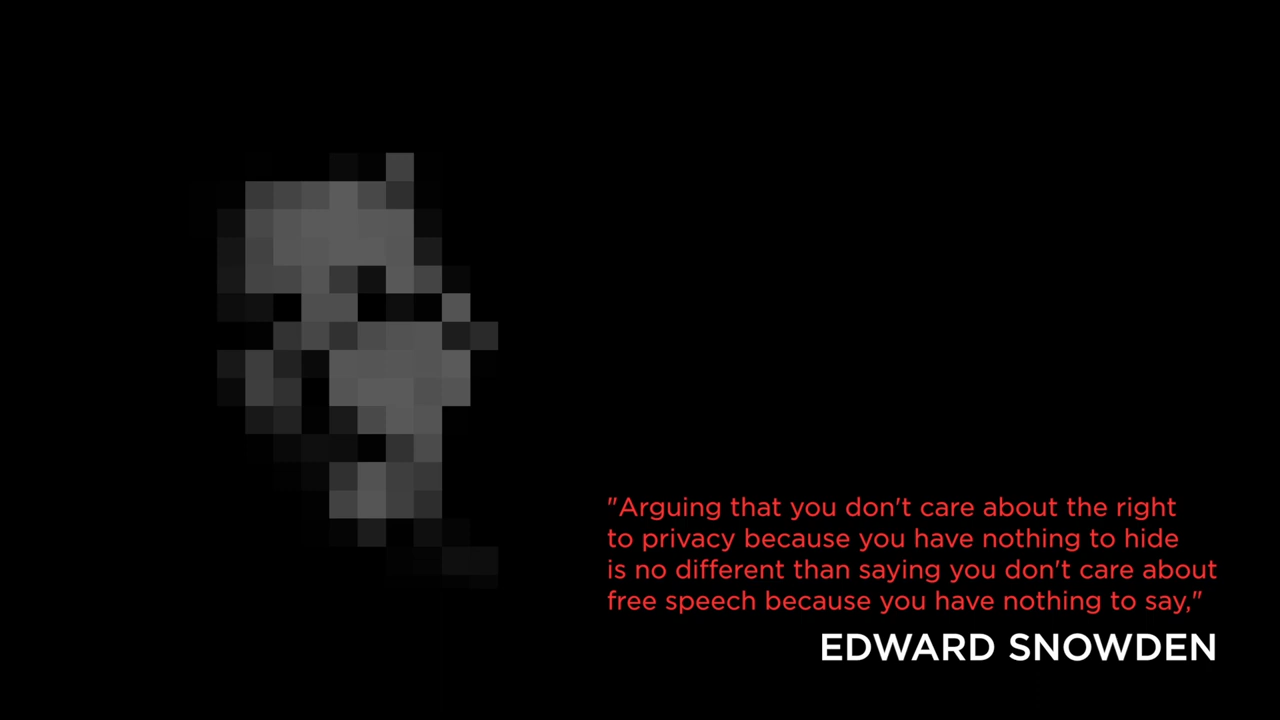 "Arguing that you don't care about the right
to privacy because you have nothing to hide
is no different than saying you don't care about
free speech because you have nothing to say,"
EDWARD SNOWDEN